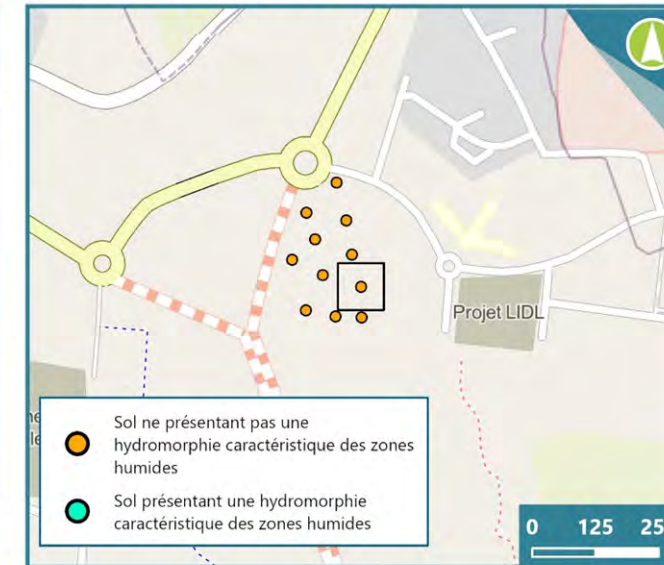 Projet LIDL
Sol ne présentant pas une
hydromorphie caractéristique des zones
humides
Sol présentant une hydromorphie
caractéristique des zones humides
0 125 25